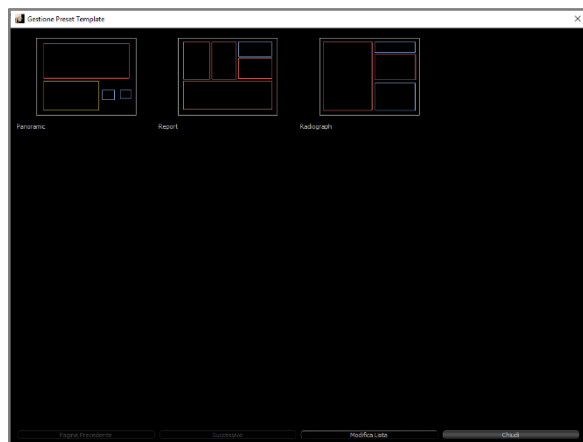 Gestione Preset Template
Panoramic
Report
Radiograph
Pagina Precedente
Successiva
Modifica Lista
Chiudi